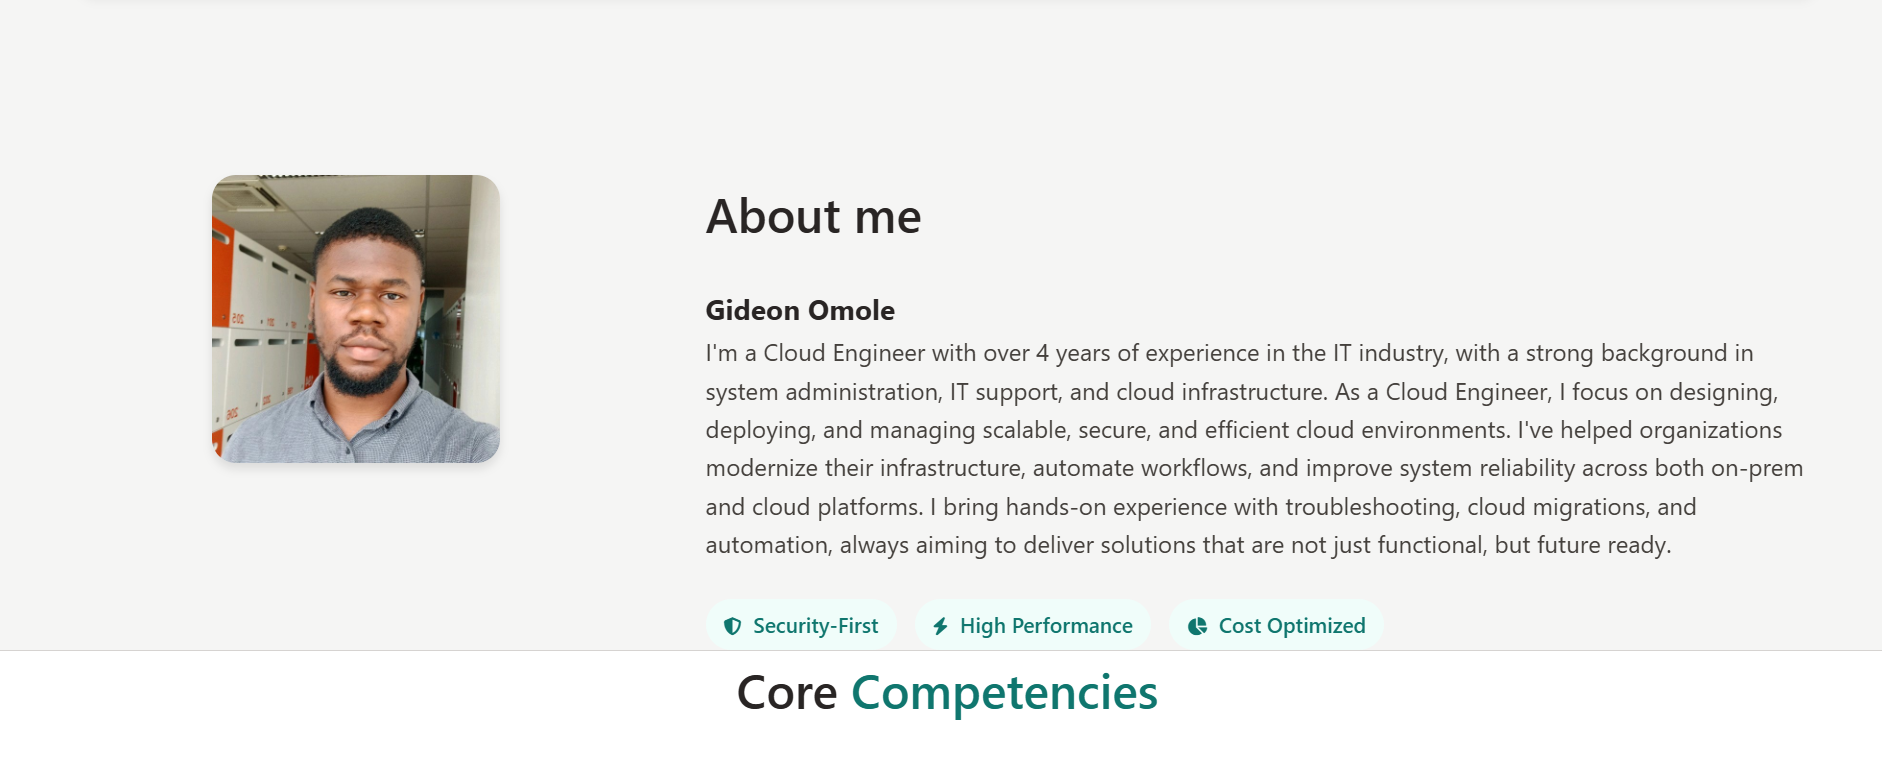 About me
Gideon Omole
I'm a Cloud Engineer with over 4 years of experience in the IT industry, with a strong background in
system administration, IT support, and cloud infrastructure. As a Cloud Engineer, I focus on designing,
deploying, and managing scalable, secure, and efficient cloud environments. I've helped organizations
modernize their infrastructure, automate workflows, and improve system reliability across both on-prem
and cloud platforms. I bring hands-on experience with troubleshooting, cloud migrations, and
automation, always aiming to deliver solutions that are not just functional, but future ready.
Security-First
High Performance
Cost Optimized
Core Competencies